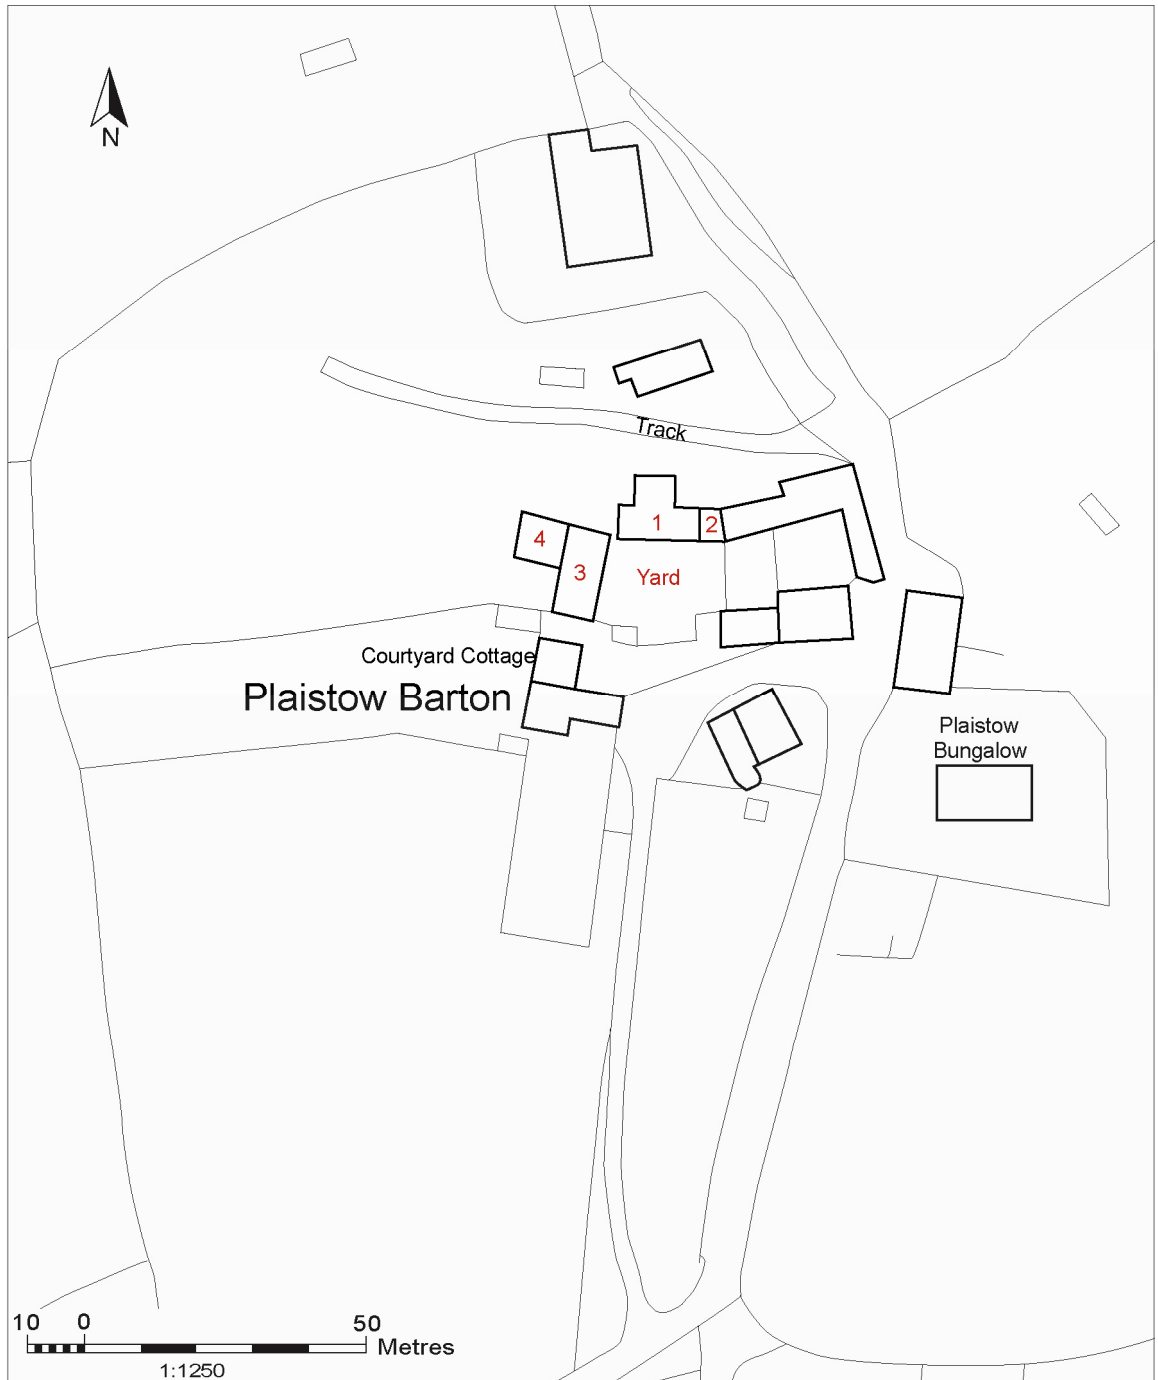 N
Track
1
2
4
3
Yard
Courtyard Cottage
Plaistow Barton
Plaistow
Bungalow
10 0 50
Metres
1:1250